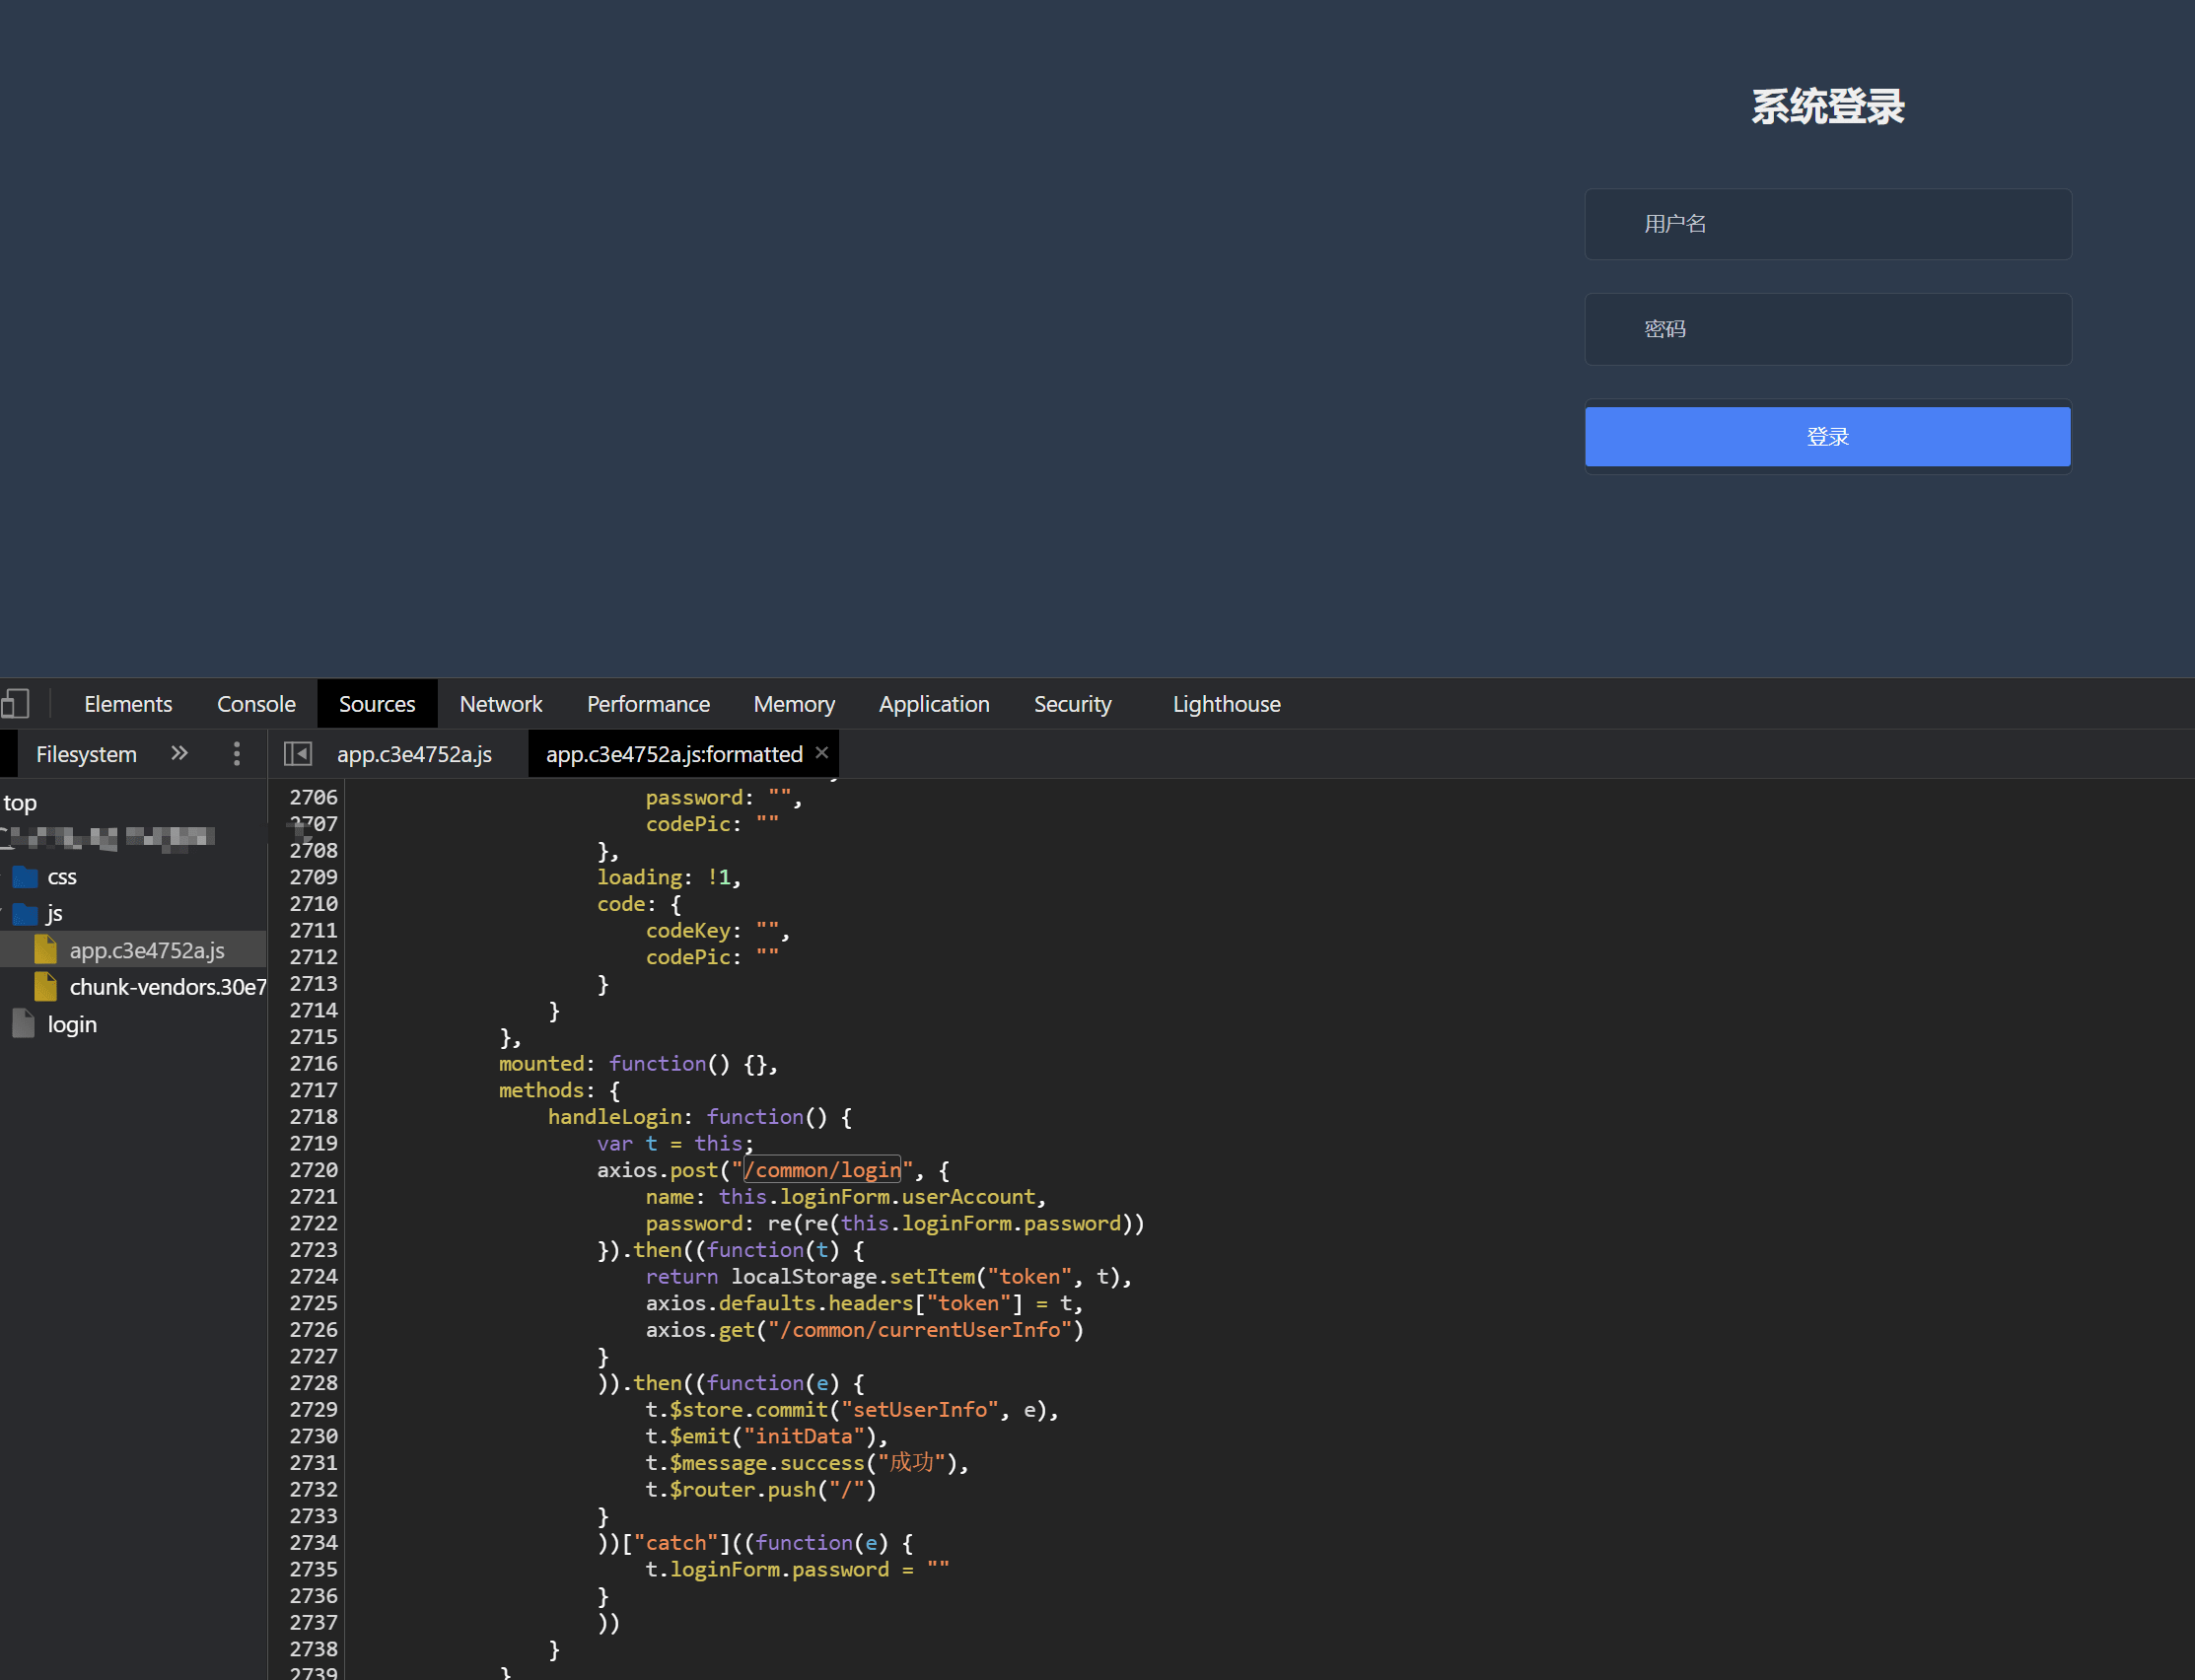 系统登录
用户名
密码
登录
Elements Console Sources Network Performance Memory Application Security Lighthouse
Filesystem
app.c3e4752a.js app.c3e4752a.js:formatted
top
css
js
app.c3e4752a.js
chunk-vendors.30e7
login
2706 password: "",
2707 codePic: ""
2708 },
2709 loading: !1,
2710 code: {
2711 codeKey: "",
2712 codePic: ""
2713 }
2714 }
2715 },
2716 mounted: function() {},
2717 methods: {
2718 handleLogin: function() {
2719 var t = this;
2720 axios.post("/common/login", {
2721 name: this.loginForm.userAccount,
2722 password: re(re(this.loginForm.password))
2723 }).then((function(t) {
2724 return localStorage.setItem("token", t),
2725 axios.defaults.headers["token"] = t,
2726 axios.get("/common/currentUserInfo")
2727 }
2728 )).then((function(e) {
2729 t.$store.commit("setUserInfo", e),
2730 t.$emit("initData"),
2731 t.$message.success("成功"),
2732 t.$router.push("/")
2733 }
2734 ))["catch"]((function(e) {
2735 t.loginForm.password = ""
2736 }
2737 ))
2738 }
2739 }